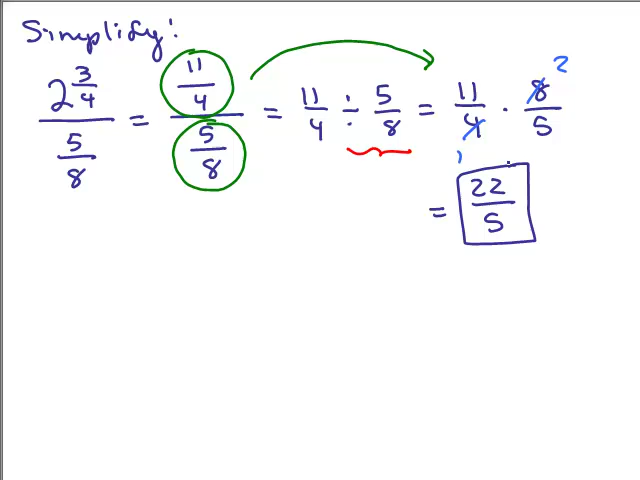 Simplify:
2 3/4 / 5/8 = 11/4 / 5/8 = 11/4 ÷ 5/8 = 11/4 1 · 8/5 2
= 22/5